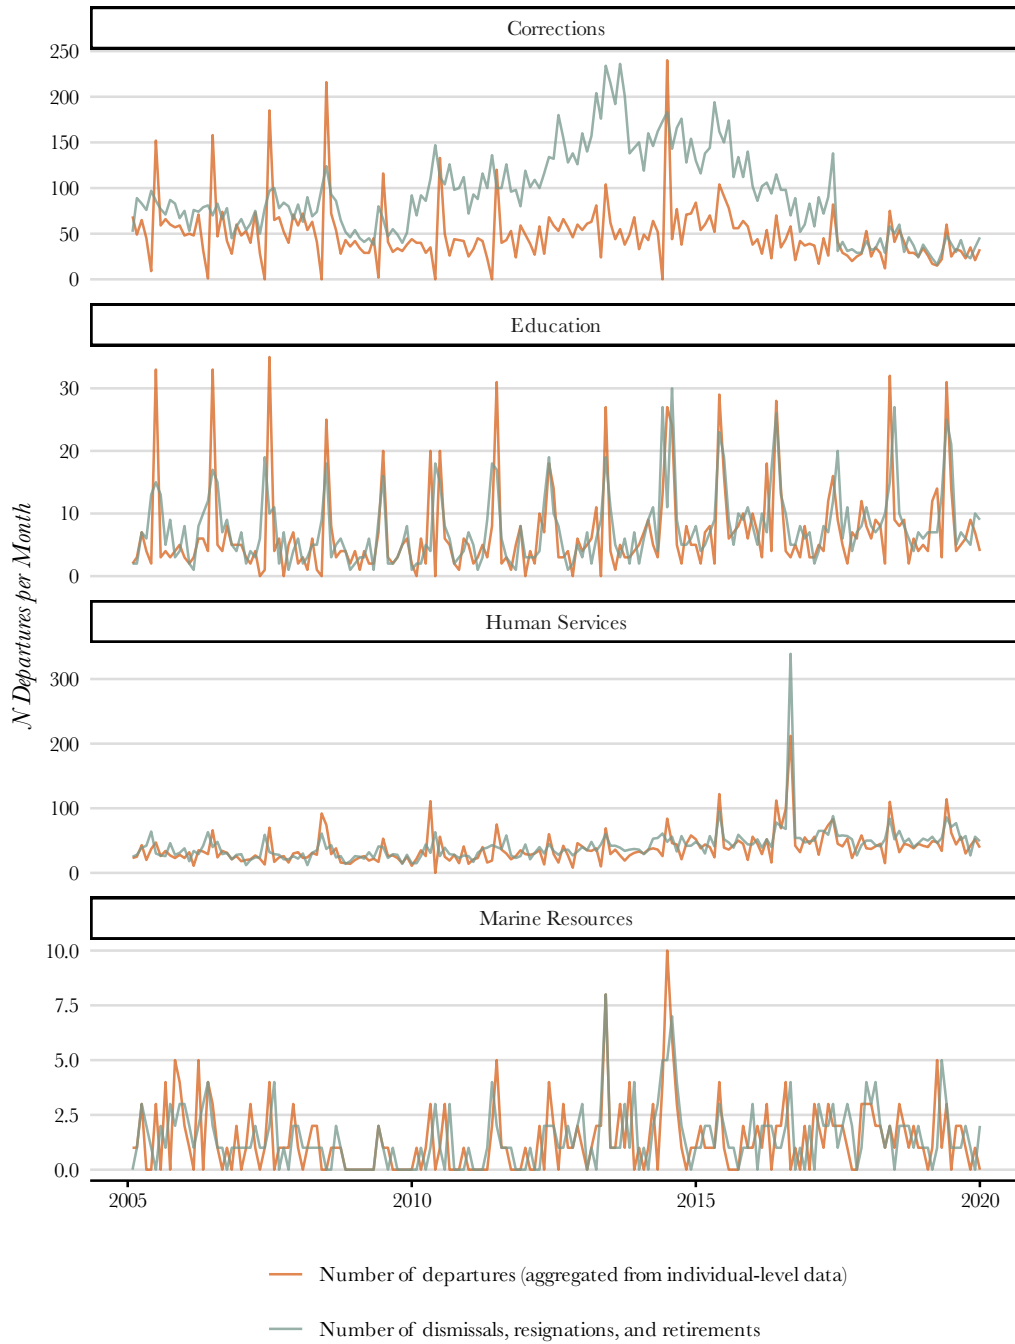 Corrections
250
200
150
100
50
0
Education
30
20
10
0
Human Services
300
200
100
0
Marine Resources
10.0
7.5
5.0
2.5
0.0
2005 2010 2015 2020
N Departures per Month
Number of departures (aggregated from individual-level data)
Number of dismissals, resignations, and retirements